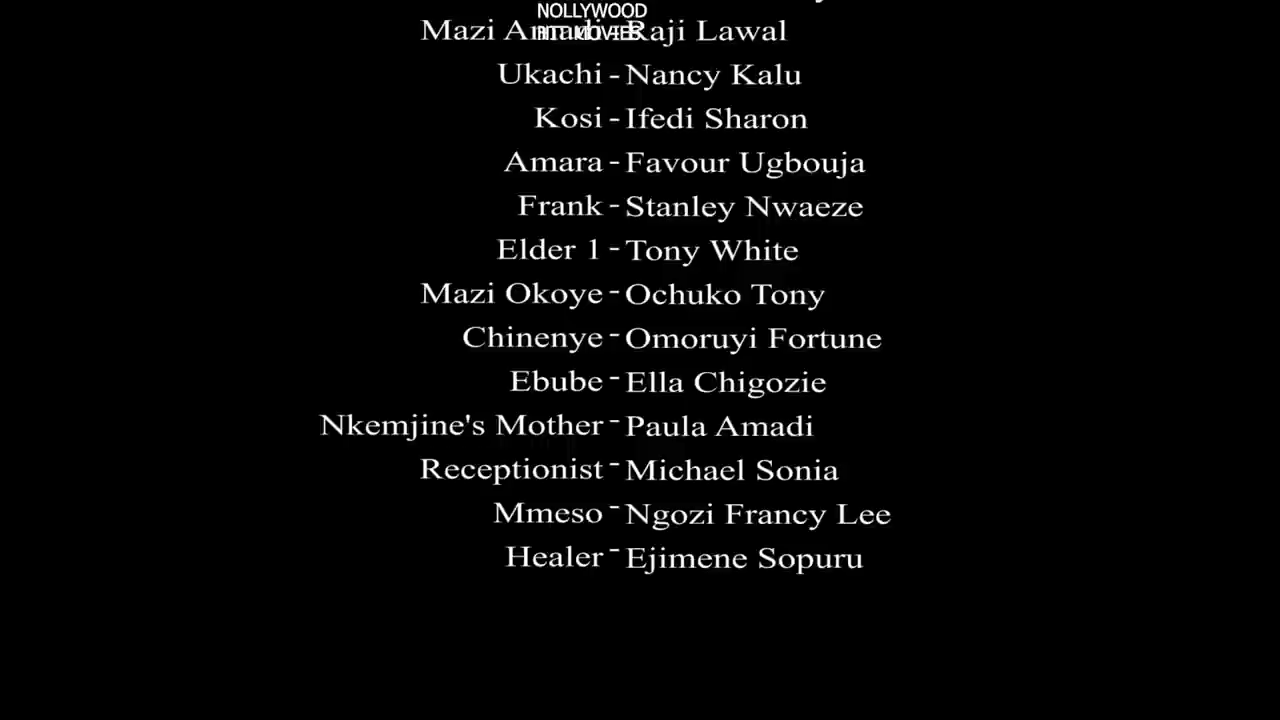 NOLLYWOOD
HIT MOVIES
Mazi - Raji Lawal
Ukachi - Nancy Kalu
Kosi - Ifedi Sharon
Amara - Favour Ugbouja
Frank - Stanley Nwaeze
Elder 1 - Tony White
Mazi Okoye - Ochuko Tony
Chinenye - Omoruyi Fortune
Ebube - Ella Chigozie
Nkemjine's Mother - Paula Amadi
Receptionist - Michael Sonia
Mmeso - Ngozi Francy Lee
Healer - Ejimene Sopuru